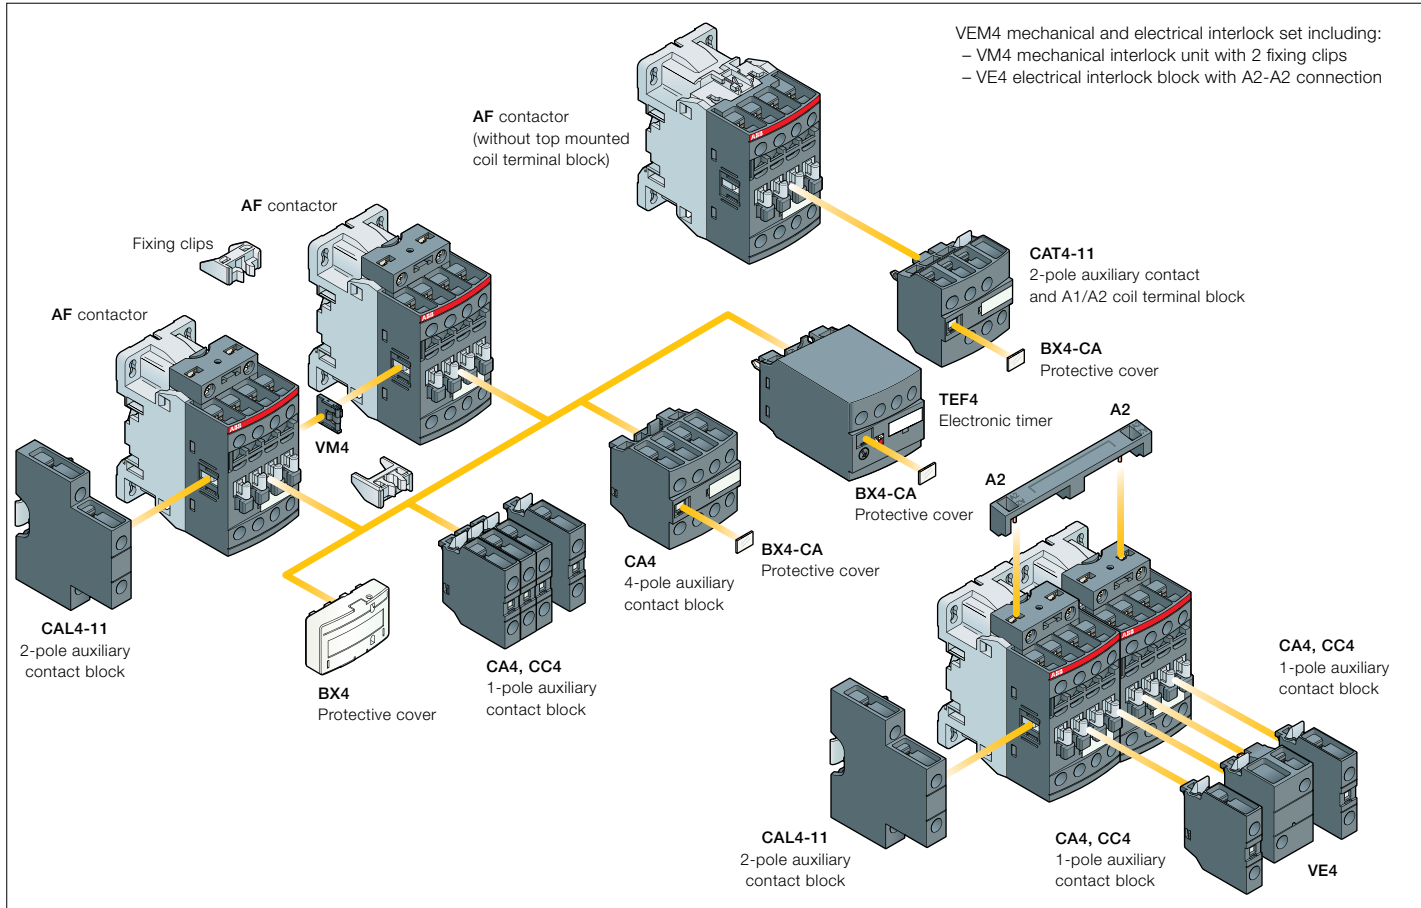 VEM4 mechanical and electrical interlock set including:
– VM4 mechanical interlock unit with 2 fixing clips
– VE4 electrical interlock block with A2-A2 connection
AF contactor
(without top mounted
coil terminal block)
ABB
AF contactor
Fixing clips
ABB
AF contactor
ABB
CAT4-11
2-pole auxiliary contact
and A1/A2 coil terminal block
BX4-CA
Protective cover
TEF4
Electronic timer
A2
VM4
BX4-CA
Protective cover
A2
BX4-CA
Protective cover
CA4
4-pole auxiliary
contact block
CAL4-11
2-pole auxiliary
contact block
BX4
Protective cover
CA4, CC4
1-pole auxiliary
contact block
ABB
ABB
CA4, CC4
1-pole auxiliary
contact block
CAL4-11
2-pole auxiliary
contact block
CA4, CC4
1-pole auxiliary
contact block
VE4